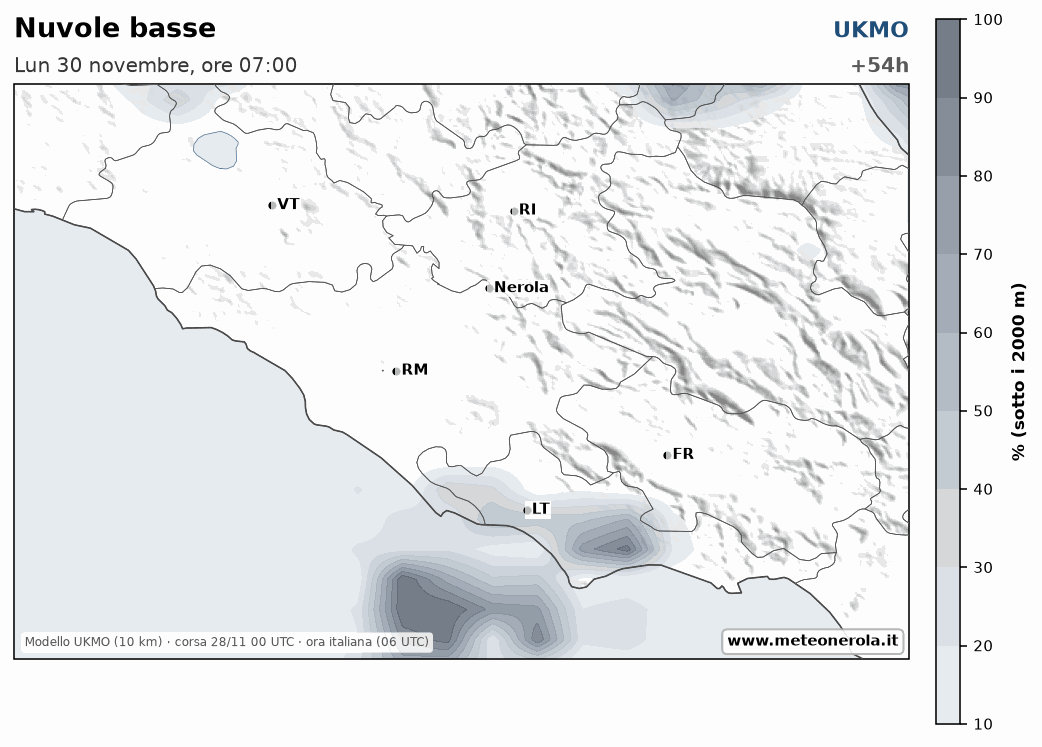 Nuvole basse
UKMO
Lun 30 novembre, ore 07:00
+54h
VT
RI
Nerola
RM
FR
LT
Modello UKMO (10 km) · corsa 28/11 00 UTC · ora italiana (06 UTC)
www.meteonerola.it
100
90
80
70
60
50
40
30
20
10
% (sotto i 2000 m)